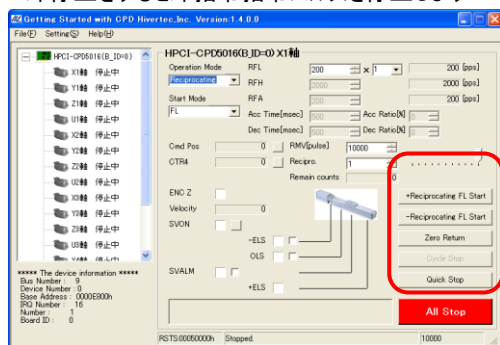 Getting Started with CPD Hivertec,Inc. Version:1.4.0.0
File(F) Setting(S) Help(H)
HPCI-CPD5016(B_ID=0)
X1軸 停止中
Y1軸 停止中
Z1軸 停止中
U1軸 停止中
X2軸 停止中
Y2軸 停止中
Z2軸 停止中
U2軸 停止中
X3軸 停止中
Y3軸 停止中
Z3軸 停止中
U3軸 停止中
***** The device information *****
Bus Number : 9
Device Number : 0
Base Address : 0000E800h
IRQ Number : 16
Number : 1
Board ID : 0
HPCI-CPD5016(B_ID=0) X1軸
Operation Mode
Reciprocating
Start Mode
FL
RFL 200 x 1 200 [pps]
RFH 2000 2000 [pps]
RFA 200 200 [pps]
Acc Time[msec] 500 Acc Ratio[%] 0
Dec Time[msec] 500 Dec Ratio[%] 0
Cmd Pos 0 RMV[pulse] 10000
CTR4 0 Recipro. 1
Remain counts 0
ENC Z
Velocity 0
SVON
-ELS
OLS
SVALM
+ELS
+Reciprocating FL Start
-Reciprocating FL Start
Zero Return
Cycle Stop
Quick Stop
All Stop
RSTS:00050000h Stopped. 10000